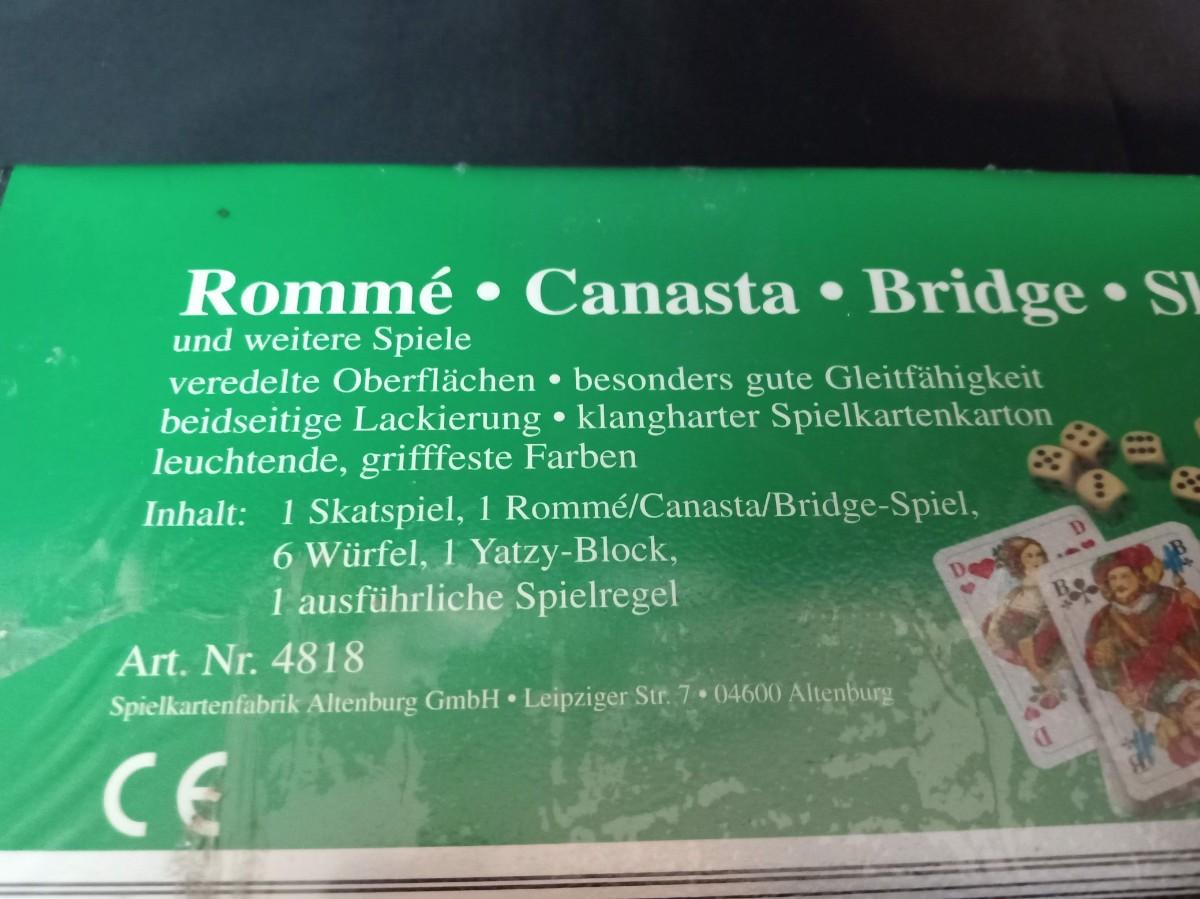 Rommé • Canasta • Bridge •
und weitere Spiele
veredelte Oberflächen • besonders gute Gleitfähigkeit
beidseitige Lackierung • klangharter Spielkartenkarton
leuchtende, grifffeste Farben
Inhalt: 1 Skatspiel, 1 Rommé/Canasta/Bridge-Spiel,
6 Würfel, 1 Yatzy-Block,
1 ausführliche Spielregel
Art. Nr. 4818
Spielkartenfabrik Altenburg GmbH • Leipziger Str. 7 • 04600 Altenburg
CE
D
D
D
B
B